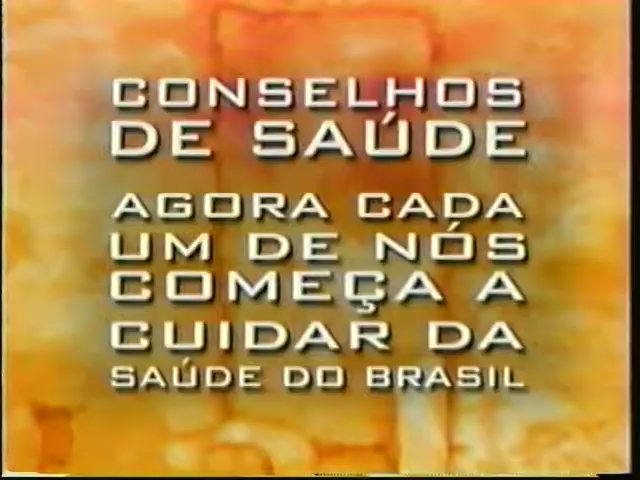 CONSELHOS
DE SAÚDE
AGORA CADA
UM DE NÓS
COMEÇA A
CUIDAR DA
SAÚDE DO BRASIL